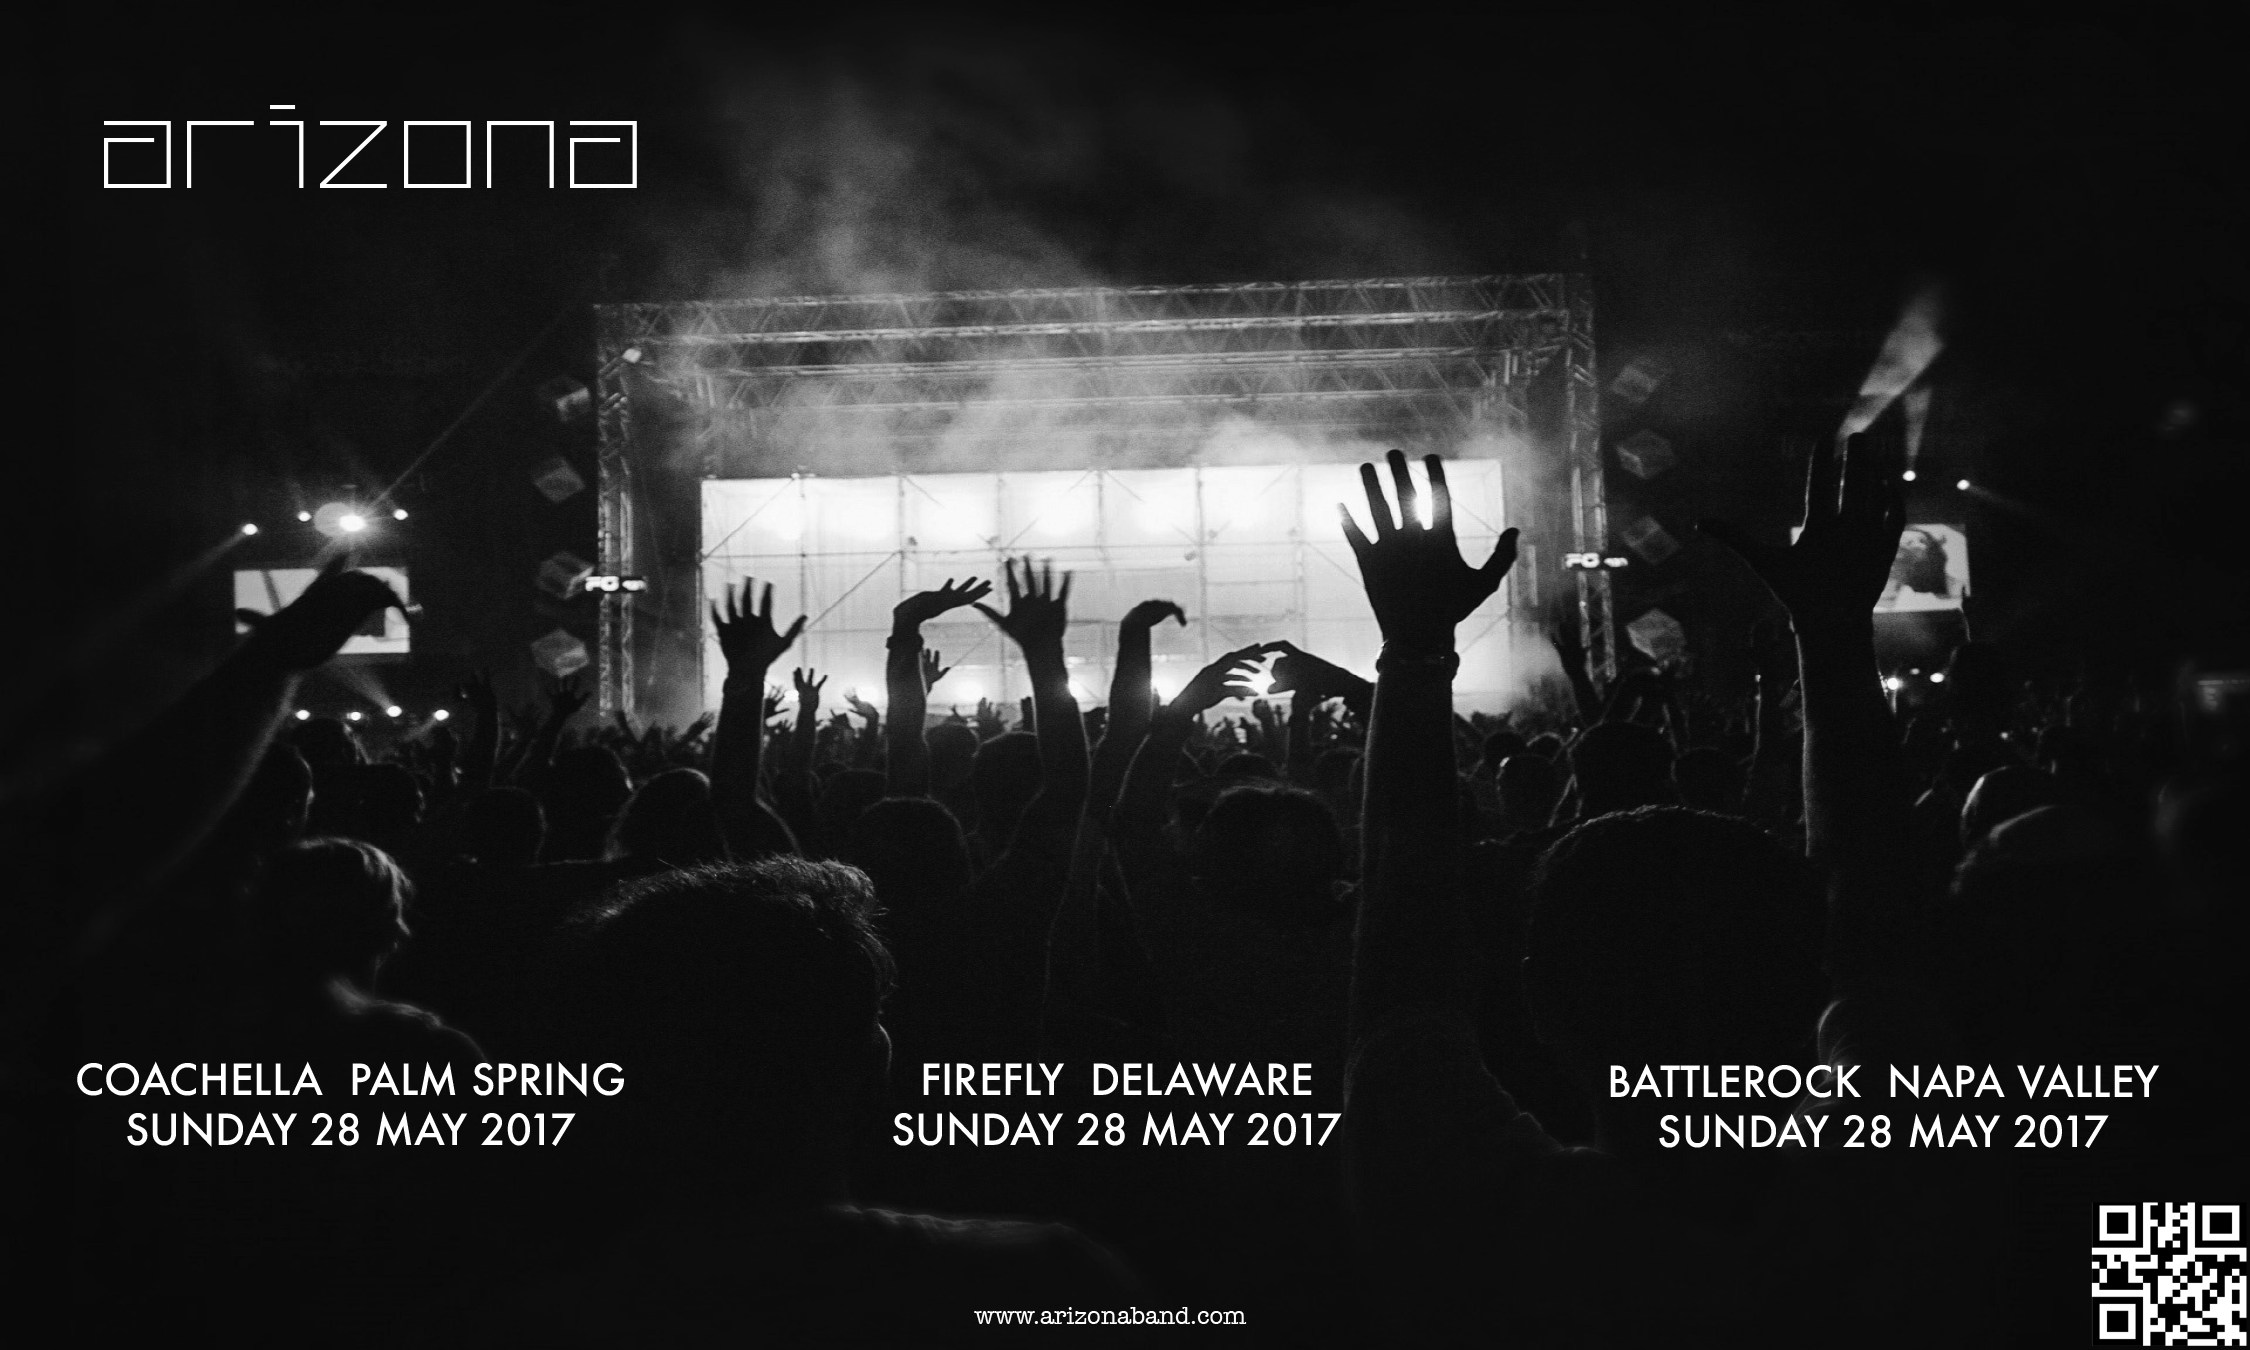 arizona
COACHELLA PALM SPRING
SUNDAY 28 MAY 2017
FIREFLY DELAWARE
SUNDAY 28 MAY 2017
BATTLEROCK NAPA VALLEY
SUNDAY 28 MAY 2017
www.arizonaband.com